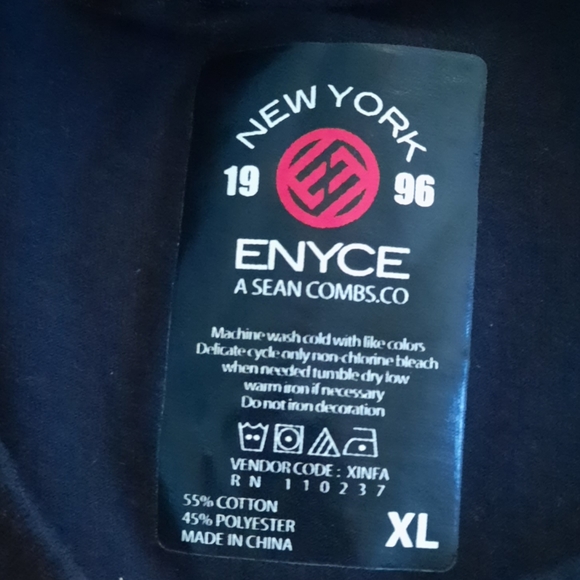 NEW YORK
19 96
ENYCE
A SEAN COMBS.CO
Machine wash cold with like colors
Delicate cycle only non-chlorine bleach
when needed tumble dry low
warm iron if necessary
Do not iron decoration
VENDOR CODE : XINFA
RN 110237
55% COTTON
45% POLYESTER
MADE IN CHINA
XL